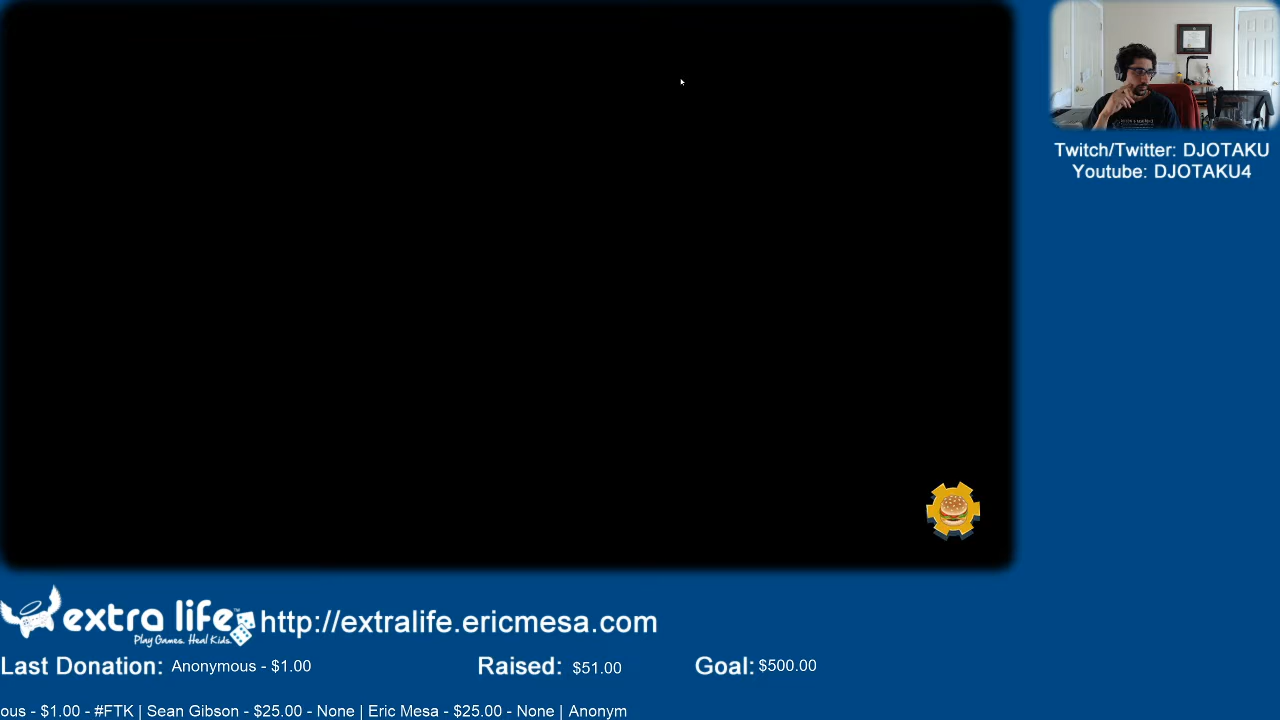 Twitch/Twitter: DJOTAKU
Youtube: DJOTAKU4
extra life
Play Games. Heal Kids.
http://extralife.ericmesa.com
Last Donation: Anonymous - $1.00
Raised: $51.00
Goal: $500.00
ous - $1.00 - #FTK | Sean Gibson - $25.00 - None | Eric Mesa - $25.00 - None | Anonym